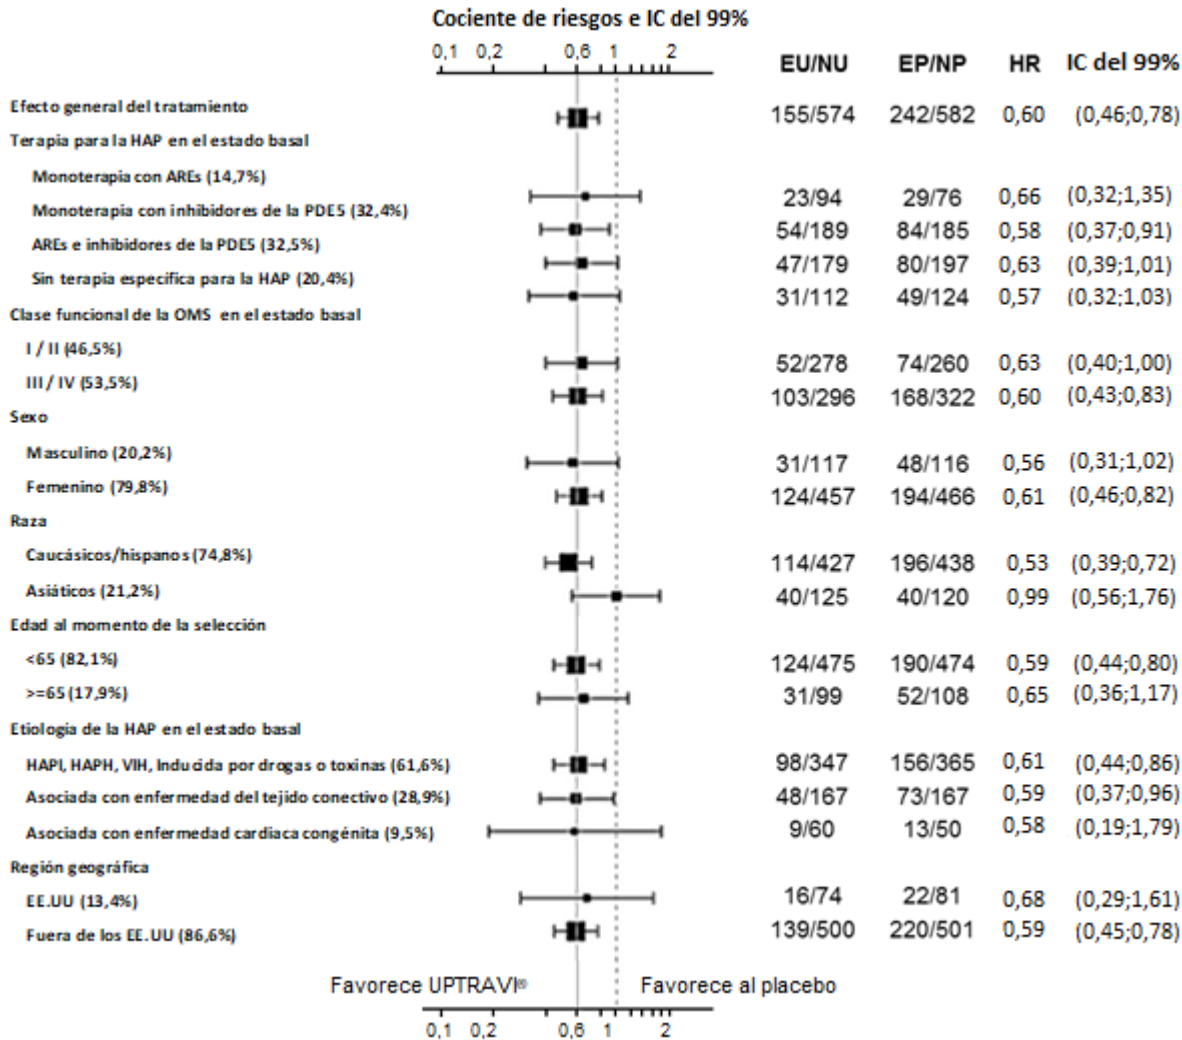 Cociente de riesgos e IC del 99%
0,1 0,2 0,6 1 2
EU/NU EP/NP HR IC del 99%
Efecto general del tratamiento 155/574 242/582 0,60 (0,46;0,78)
Terapia para la HAP en el estado basal
Monoterapia con AREs (14,7%) 23/94 29/76 0,66 (0,32;1,35)
Monoterapia con inhibidores de la PDE5 (32,4%) 54/189 84/185 0,58 (0,37;0,91)
AREs e inhibidores de la PDE5 (32,5%) 47/179 80/197 0,63 (0,39;1,01)
Sin terapia específica para la HAP (20,4%) 31/112 49/124 0,57 (0,32;1,03)
Clase funcional de la OMS en el estado basal
I / II (46,5%) 52/278 74/260 0,63 (0,40;1,00)
III / IV (53,5%) 103/296 168/322 0,60 (0,43;0,83)
Sexo
Masculino (20,2%) 31/117 48/116 0,56 (0,31;1,02)
Femenino (79,8%) 124/457 194/466 0,61 (0,46;0,82)
Raza
Caucásicos/hispanos (74,8%) 114/427 196/438 0,53 (0,39;0,72)
Asiáticos (21,2%) 40/125 40/120 0,99 (0,56;1,76)
Edad al momento de la selección
<65 (82,1%) 124/475 190/474 0,59 (0,44;0,80)
>=65 (17,9%) 31/99 52/108 0,65 (0,36;1,17)
Etiología de la HAP en el estado basal
HAPI, HAPH, VIH, Inducida por drogas o toxinas (61,6%) 98/347 156/365 0,61 (0,44;0,86)
Asociada con enfermedad del tejido conectivo (28,9%) 48/167 73/167 0,59 (0,37;0,96)
Asociada con enfermedad cardiaca congénita (9,5%) 9/60 13/50 0,58 (0,19;1,79)
Región geográfica
EE.UU (13,4%) 16/74 22/81 0,68 (0,29;1,61)
Fuera de los EE.UU (86,6%) 139/500 220/501 0,59 (0,45;0,78)
Favorece UPTRAVI® Favorece al placebo
0,1 0,2 0,6 1 2